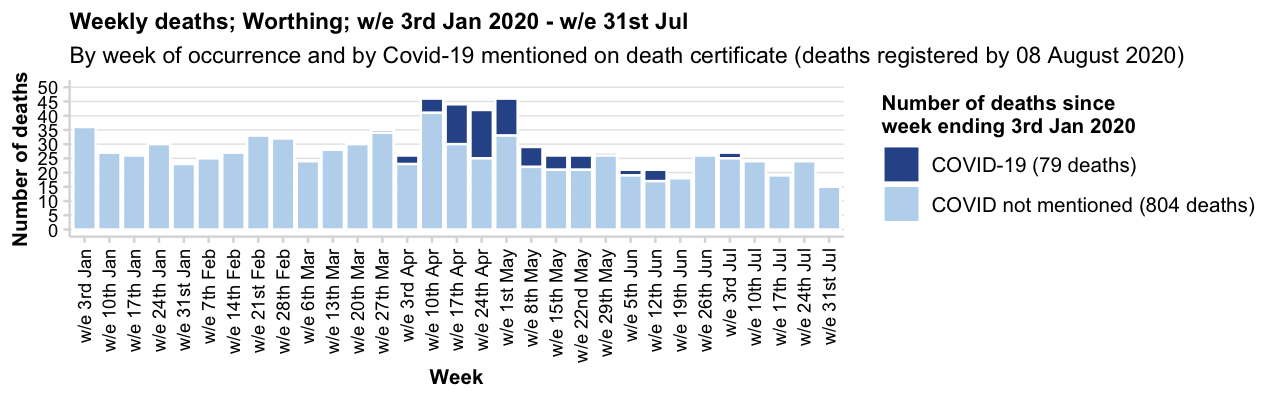 Weekly deaths; Worthing; w/e 3rd Jan 2020 - w/e 31st Jul
By week of occurrence and by Covid-19 mentioned on death certificate (deaths registered by 08 August 2020)
Number of deaths
50
45
40
35
30
25
20
15
10
5
0
w/e 3rd Jan
w/e 10th Jan
w/e 17th Jan
w/e 24th Jan
w/e 31st Jan
w/e 7th Feb
w/e 14th Feb
w/e 21st Feb
w/e 28th Feb
w/e 6th Mar
w/e 13th Mar
w/e 20th Mar
w/e 27th Mar
w/e 3rd Apr
w/e 10th Apr
w/e 17th Apr
w/e 24th Apr
w/e 1st May
w/e 8th May
w/e 15th May
w/e 22nd May
w/e 29th May
w/e 5th Jun
w/e 12th Jun
w/e 19th Jun
w/e 26th Jun
w/e 3rd Jul
w/e 10th Jul
w/e 17th Jul
w/e 24th Jul
w/e 31st Jul
Week
Number of deaths since
week ending 3rd Jan 2020
COVID-19 (79 deaths)
COVID not mentioned (804 deaths)